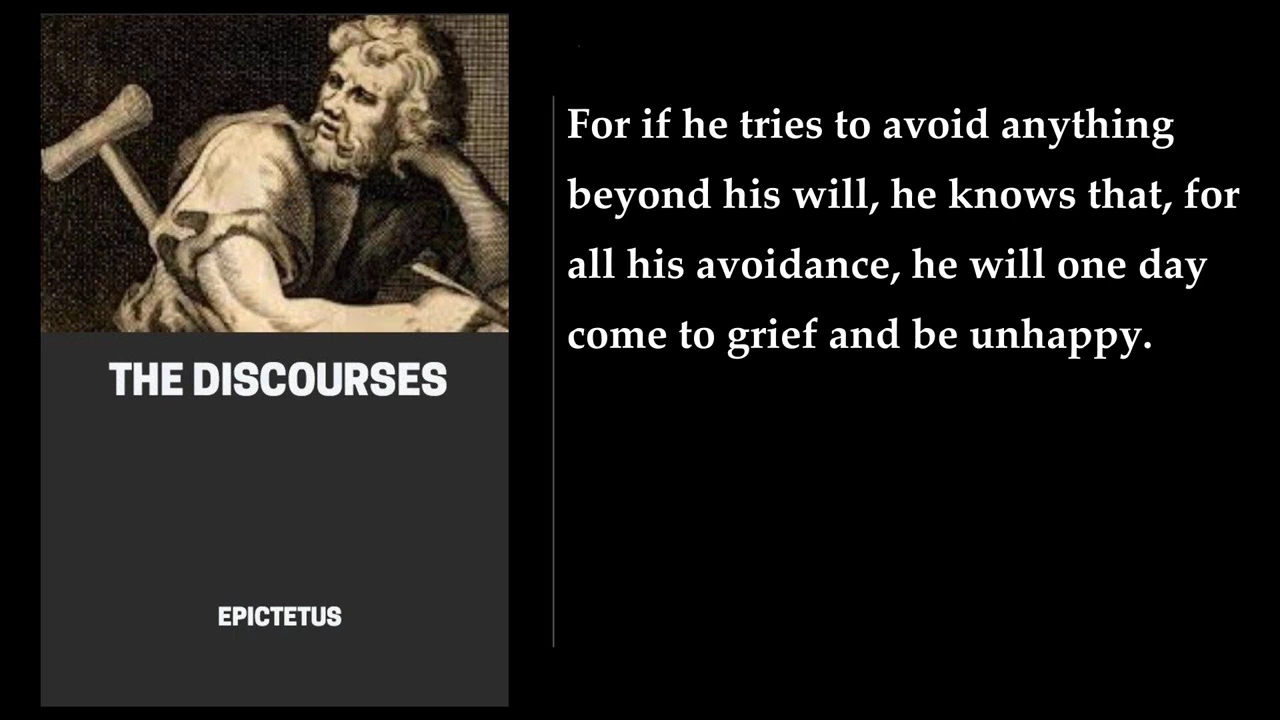 THE DISCOURSES
EPICTETUS
For if he tries to avoid anything
beyond his will, he knows that, for
all his avoidance, he will one day
come to grief and be unhappy.